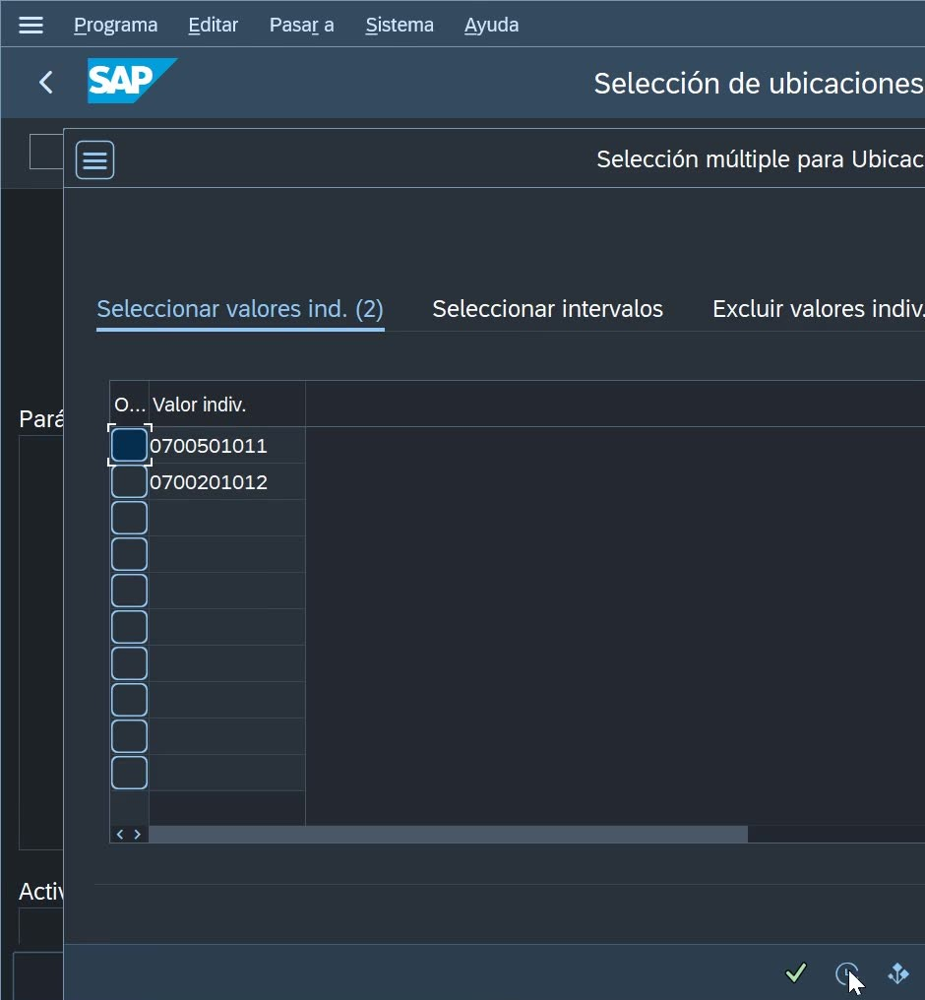 Programa Editar Pasar a Sistema Ayuda
SAP Selección de ubicaciones
Selección múltiple para Ubicac
Seleccionar valores ind. (2) Seleccionar intervalos Excluir valores indiv.
O... Valor indiv.
Pará
0700501011
0700201012
Activ